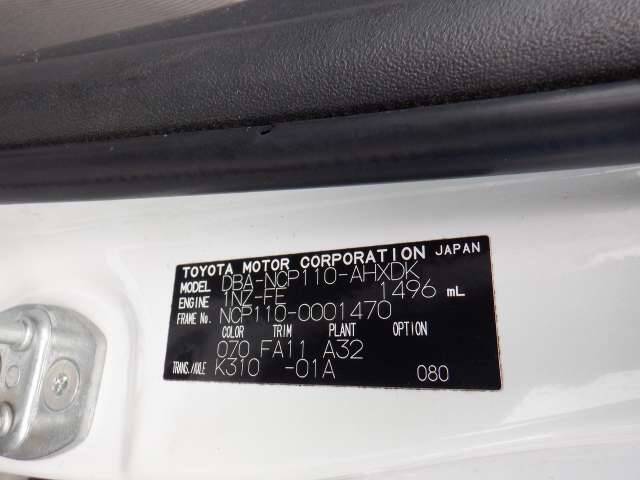 TOYOTA MOTOR CORPORATION JAPAN
MODEL DBA-NCP110-AHXDK
ENGINE 1NZ-FE 1496 mL
FRAME No. NCP110-0001470
COLOR TRIM PLANT OPTION
070 FA11 A32
TRANS./AXLE K310 -01A 080